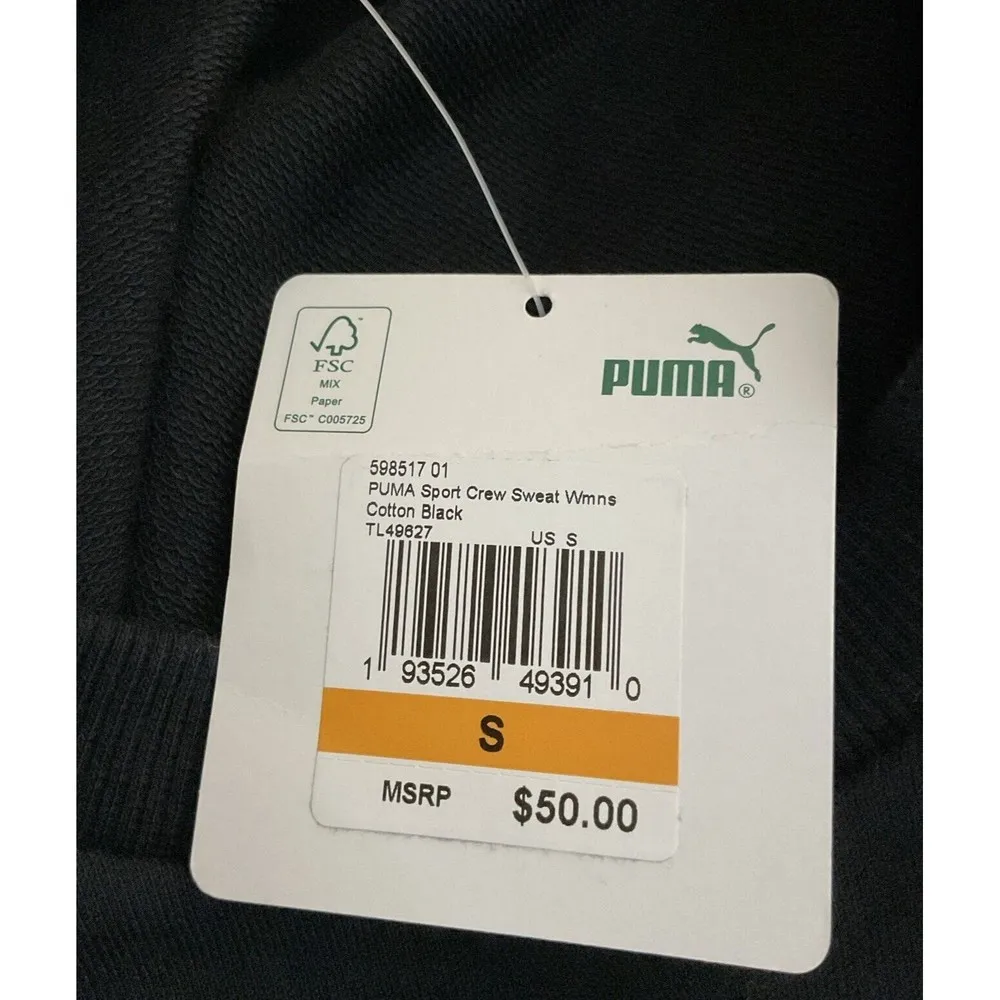 FSC
MIX
Paper
FSC™ C005725
PUMA®
598517 01
PUMA Sport Crew Sweat Wmns
Cotton Black
TL49627 US S
1 93526 49391 0
S
MSRP $50.00